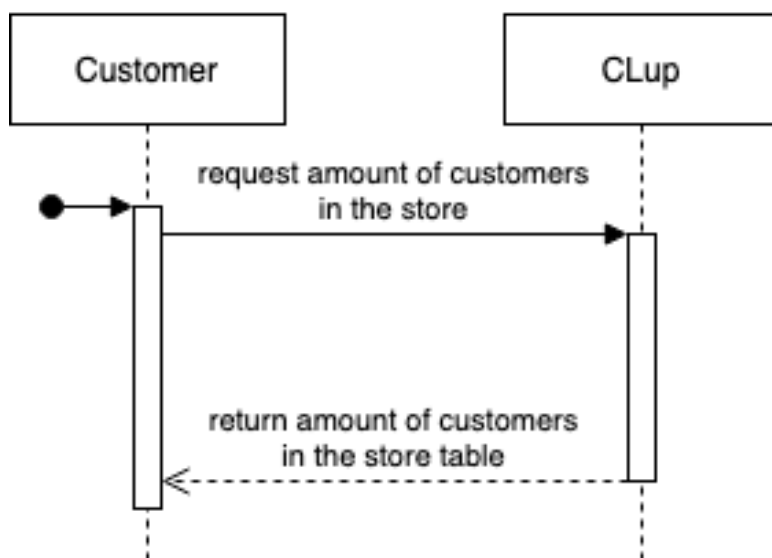 Customer
CLup
request amount of customers
in the store
return amount of customers
in the store table